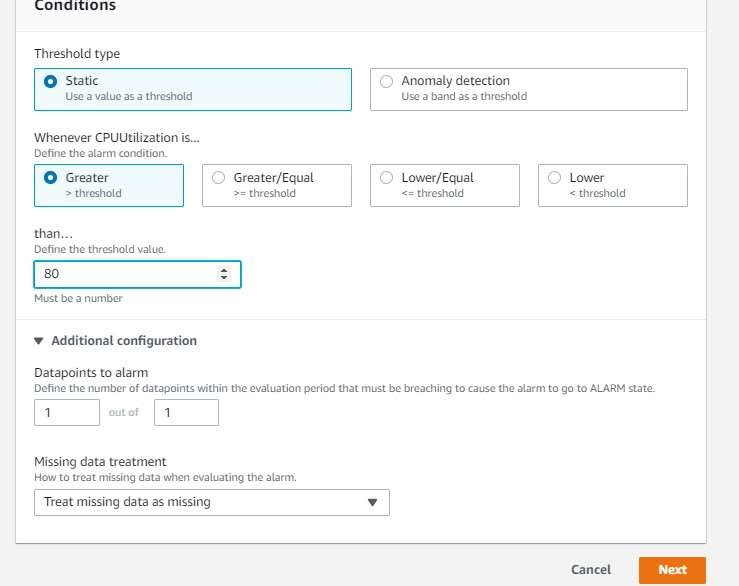 Conditions
Threshold type
Static
Use a value as a threshold
Anomaly detection
Use a band as a threshold
Whenever CPUUtilization is...
Define the alarm condition.
Greater
> threshold
Greater/Equal
>= threshold
Lower/Equal
<= threshold
Lower
< threshold
than...
Define the threshold value.
80
Must be a number
Additional configuration
Datapoints to alarm
Define the number of datapoints within the evaluation period that must be breaching to cause the alarm to go to ALARM state.
1 out of 1
Missing data treatment
How to treat missing data when evaluating the alarm.
Treat missing data as missing
Cancel Next